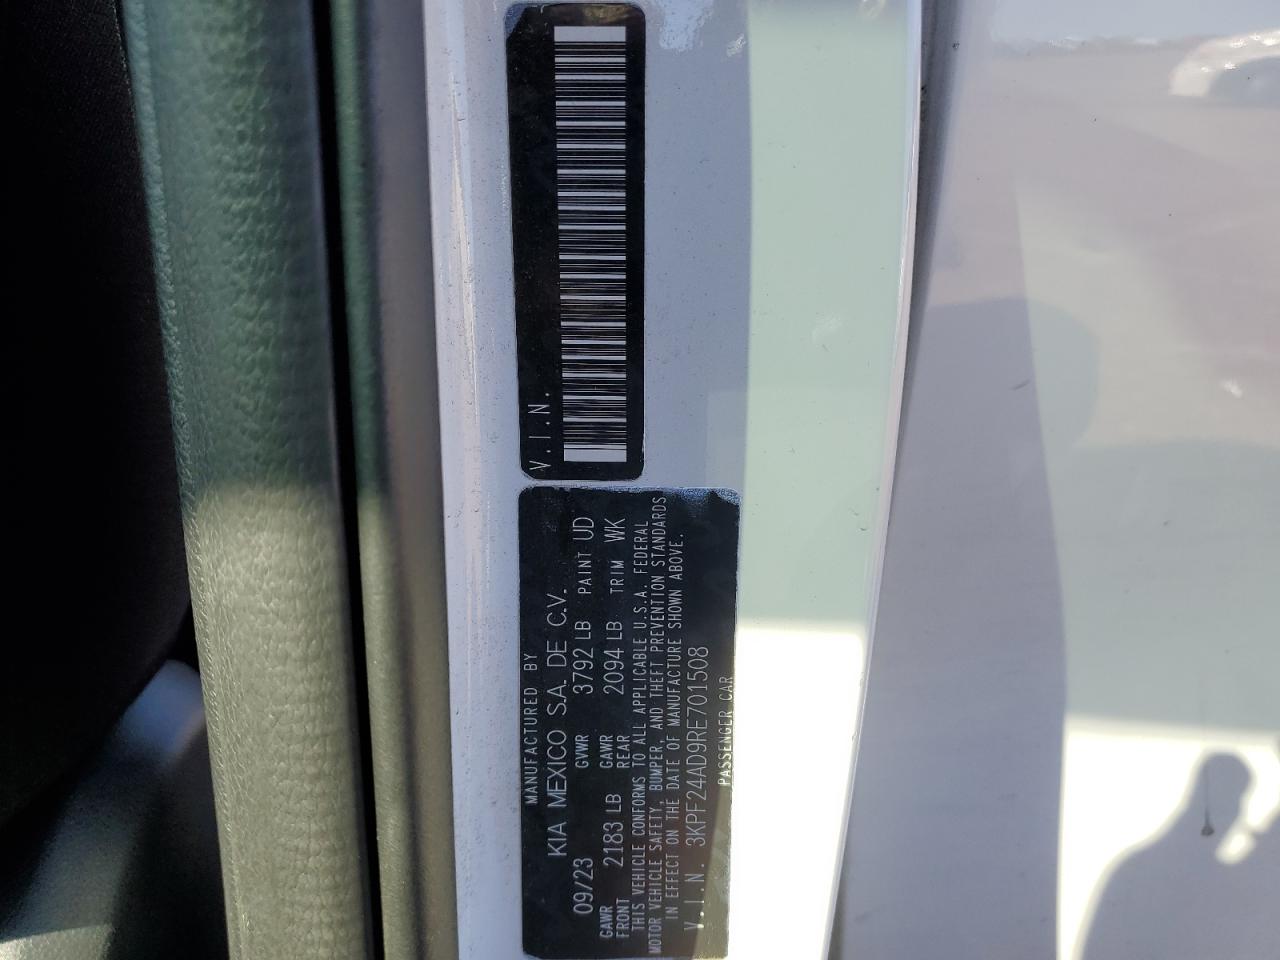 V.I.N.
MANUFACTURED BY
KIA MEXICO S.A. DE C.V.
09/23 GVWR 3792 LB PAINT UD
GAWR FRONT 2183 LB GAWR REAR 2094 LB TRIM WK
THIS VEHICLE CONFORMS TO ALL APPLICABLE U.S.A. FEDERAL
MOTOR VEHICLE SAFETY, BUMPER, AND THEFT PREVENTION STANDARDS
IN EFFECT ON THE DATE OF MANUFACTURE SHOWN ABOVE.
V.I.N. 3KPF24AD9RE701508
PASSENGER CAR